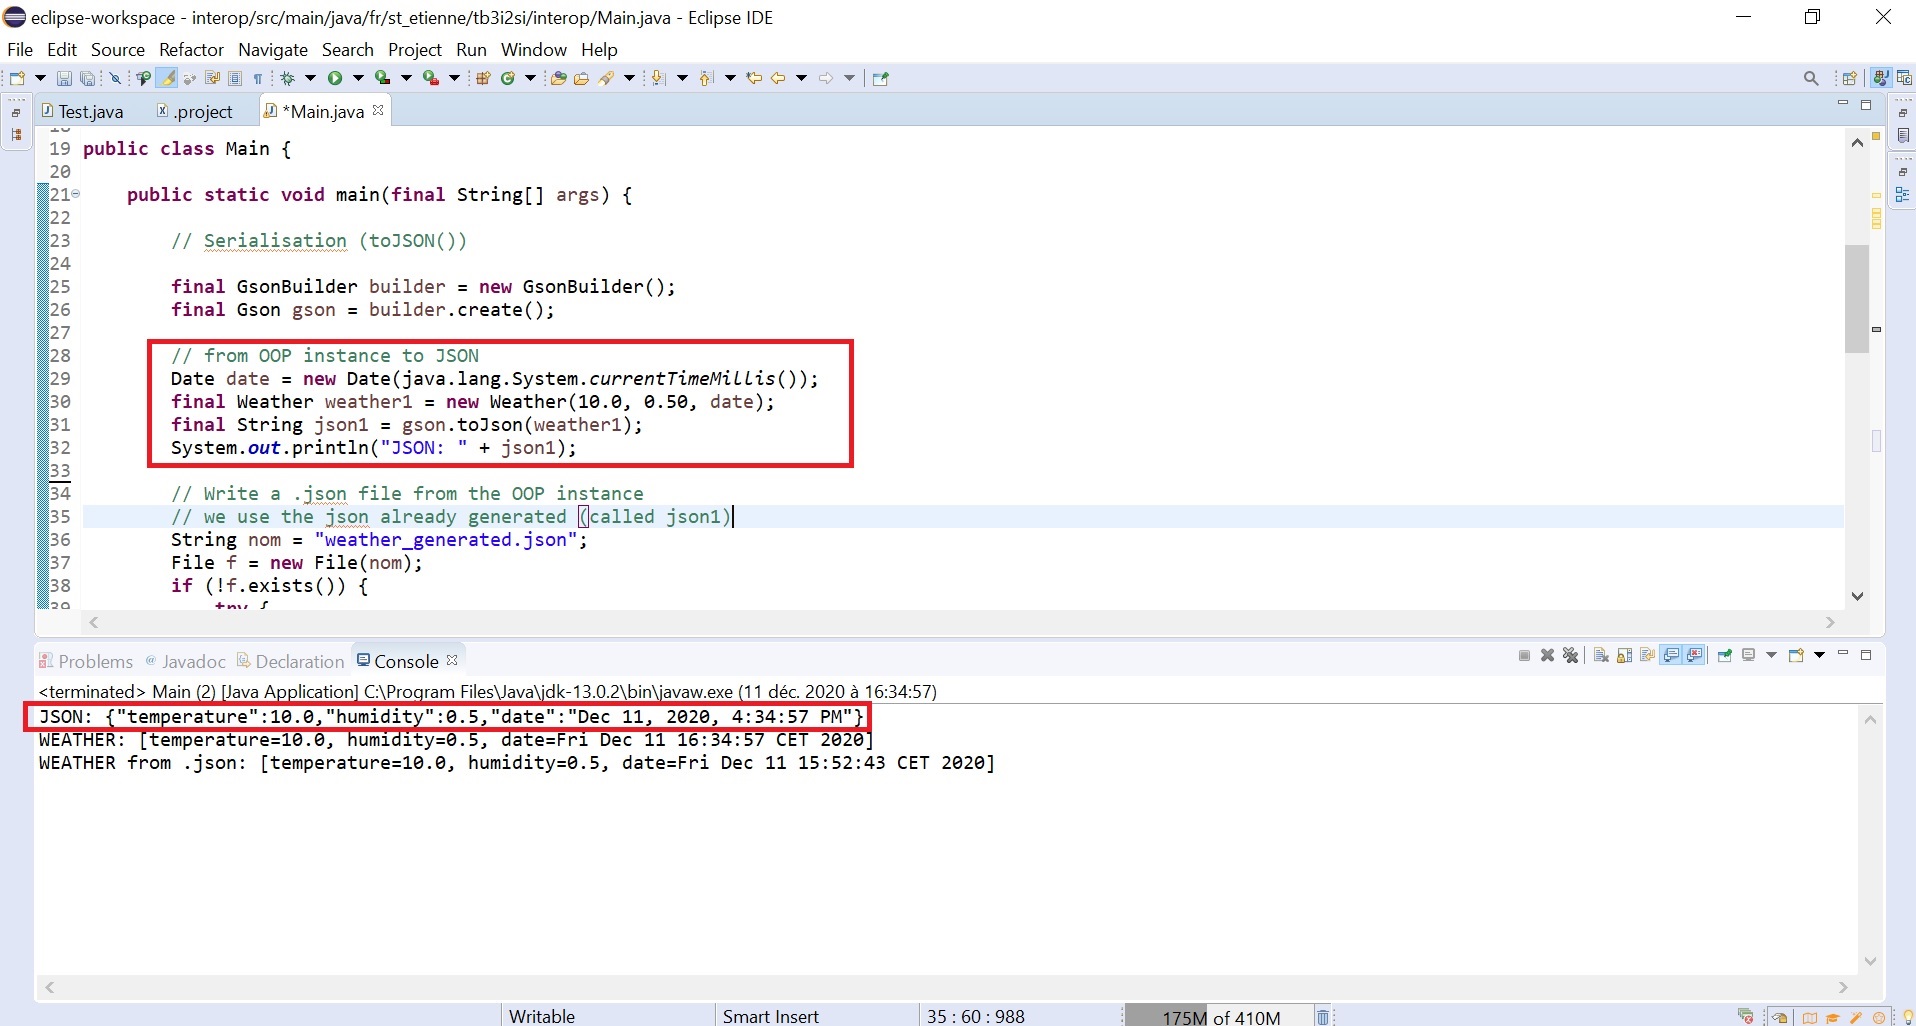 eclipse-workspace - interop/src/main/java/fr/st_etienne/tb3i2si/interop/Main.java - Eclipse IDE
File Edit Source Refactor Navigate Search Project Run Window Help
Test.java .project *Main.java
19 public class Main {
20
21 public static void main(final String[] args) {
22
23 // Serialisation (toJSON())
24
25 final GsonBuilder builder = new GsonBuilder();
26 final Gson gson = builder.create();
27
28 // from OOP instance to JSON
29 Date date = new Date(java.lang.System.currentTimeMillis());
30 final Weather weather1 = new Weather(10.0, 0.50, date);
31 final String json1 = gson.toJson(weather1);
32 System.out.println("JSON: " + json1);
33
34 // Write a .json file from the OOP instance
35 // we use the json already generated (called json1)
36 String nom = "weather_generated.json";
37 File f = new File(nom);
38 if (!f.exists()) {
39 try {
Problems @ Javadoc Declaration Console
<terminated> Main (2) [Java Application] C:\Program Files\Java\jdk-13.0.2\bin\javaw.exe (11 déc. 2020 à 16:34:57)
JSON: {"temperature":10.0,"humidity":0.5,"date":"Dec 11, 2020, 4:34:57 PM"}
WEATHER: [temperature=10.0, humidity=0.5, date=Fri Dec 11 16:34:57 CET 2020]
WEATHER from .json: [temperature=10.0, humidity=0.5, date=Fri Dec 11 15:52:43 CET 2020]
Writable Smart Insert 35 : 60 : 988 175M of 410M